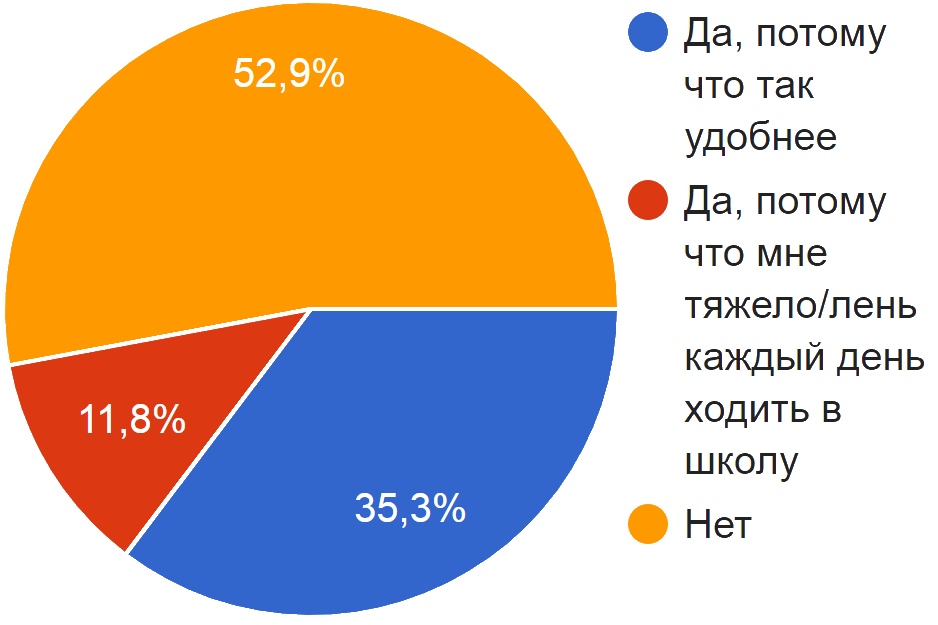 52,9%
11,8%
35,3%
Да, потому
что так
удобнее
Да, потому
что мне
тяжело/лень
каждый день
ходить в
школу
Нет